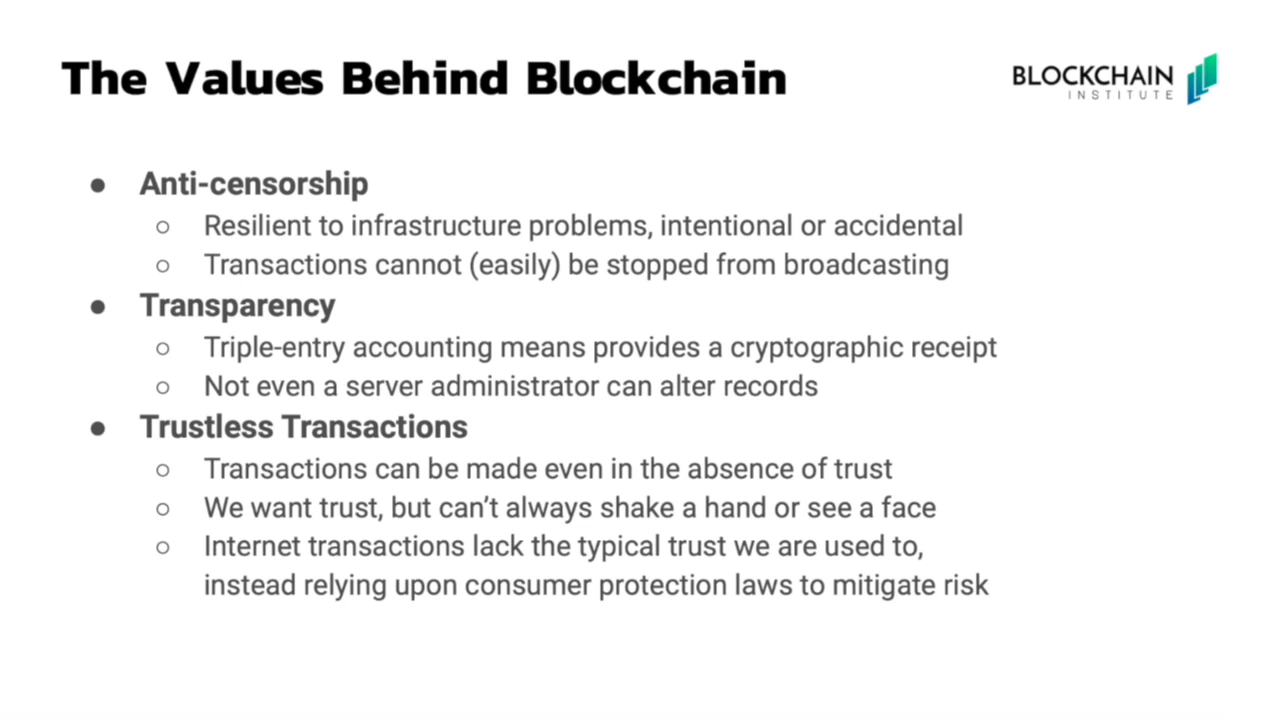 The Values Behind Blockchain
BLOCKCHAIN
INSTITUTE
● Anti-censorship
○ Resilient to infrastructure problems, intentional or accidental
○ Transactions cannot (easily) be stopped from broadcasting
● Transparency
○ Triple-entry accounting means provides a cryptographic receipt
○ Not even a server administrator can alter records
● Trustless Transactions
○ Transactions can be made even in the absence of trust
○ We want trust, but can’t always shake a hand or see a face
○ Internet transactions lack the typical trust we are used to,
instead relying upon consumer protection laws to mitigate risk